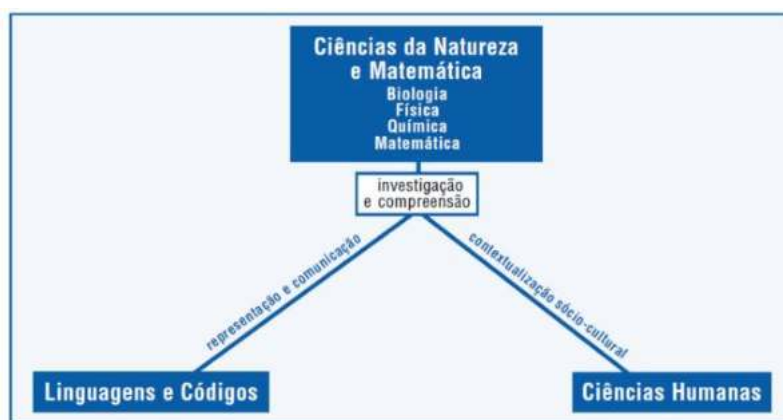 Ciências da Natureza
e Matemática
Biologia
Física
Química
Matemática
investigação
e compreensão
representação e comunicação
contextualização sócio-cultural
Linguagens e Códigos
Ciências Humanas